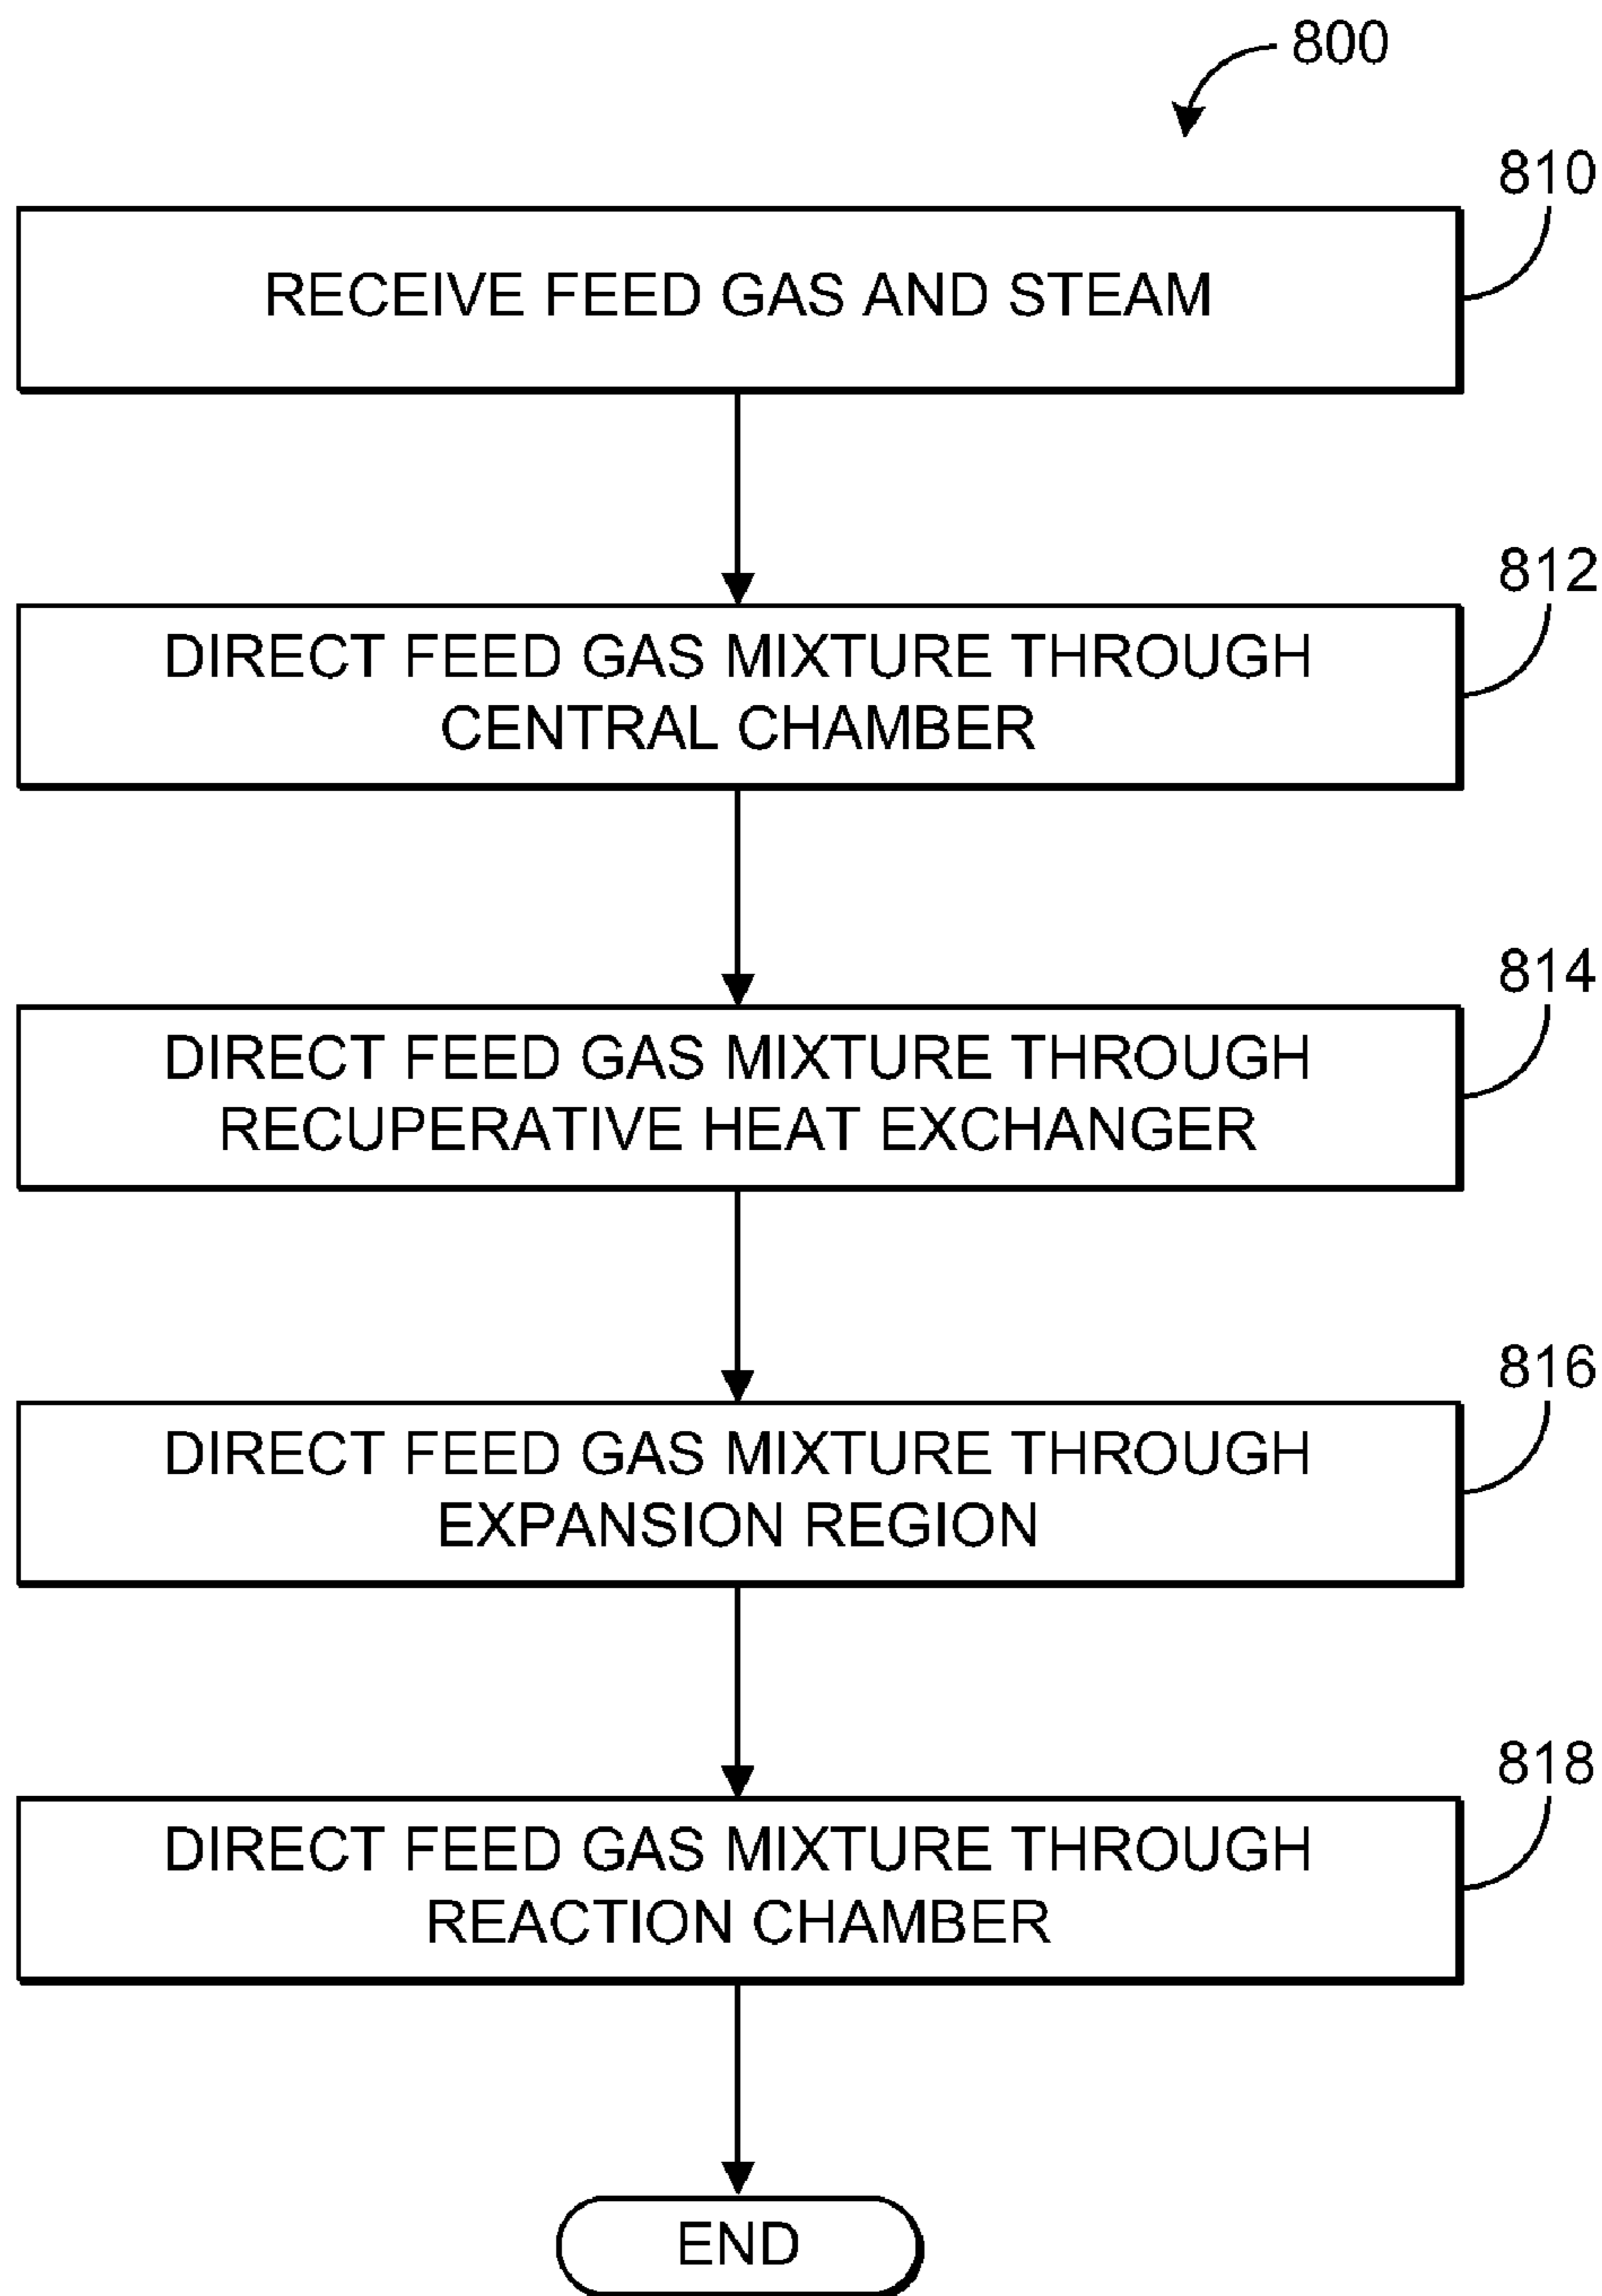 800
810
RECEIVE FEED GAS AND STEAM
812
DIRECT FEED GAS MIXTURE THROUGH
CENTRAL CHAMBER
814
DIRECT FEED GAS MIXTURE THROUGH
RECUPERATIVE HEAT EXCHANGER
816
DIRECT FEED GAS MIXTURE THROUGH
EXPANSION REGION
818
DIRECT FEED GAS MIXTURE THROUGH
REACTION CHAMBER
END